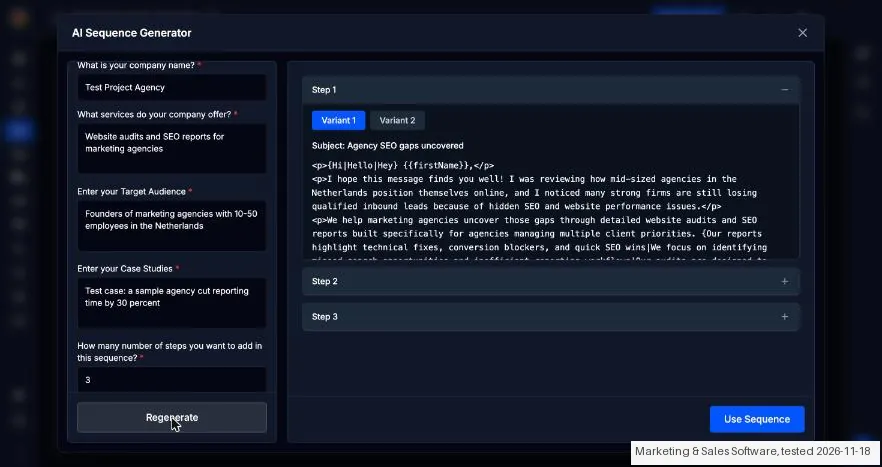 AI Sequence Generator
What is your company name? *
Test Project Agency
What services do your company offer? *
Website audits and SEO reports for
marketing agencies
Enter your Target Audience *
Founders of marketing agencies with 10-50
employees in the Netherlands
Enter your Case Studies *
Test case: a sample agency cut reporting
time by 30 percent
How many number of steps you want to add in
this sequence? *
3
Regenerate
Step 1
Variant 1
Variant 2
Subject: Agency SEO gaps uncovered
<p>{Hi|Hello|Hey} {{firstName}},</p>
<p>I hope this message finds you well! I was reviewing how mid-sized agencies in the
Netherlands position themselves online, and I noticed many strong firms are still losing
qualified inbound leads because of hidden SEO and website performance issues.</p>
<p>We help marketing agencies uncover those gaps through detailed website audits and SEO
reports built specifically for agencies managing multiple client priorities. {Our reports
highlight technical fixes, conversion blockers, and quick SEO wins|We focus on identifying
Step 2
Step 3
Use Sequence
Marketing & Sales Software, tested 2026-11-18